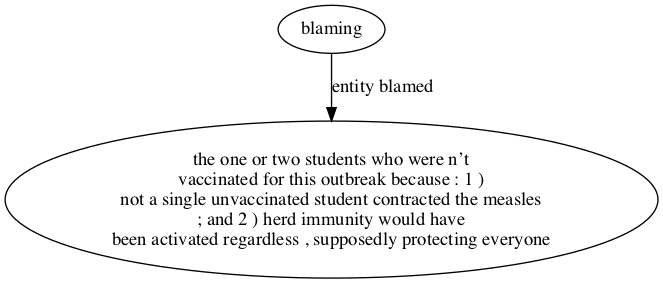 blaming
entity blamed
the one or two students who were n't
vaccinated for this outbreak because : 1 )
not a single unvaccinated student contracted the measles
; and 2 ) herd immunity would have
been activated regardless , supposedly protecting everyone